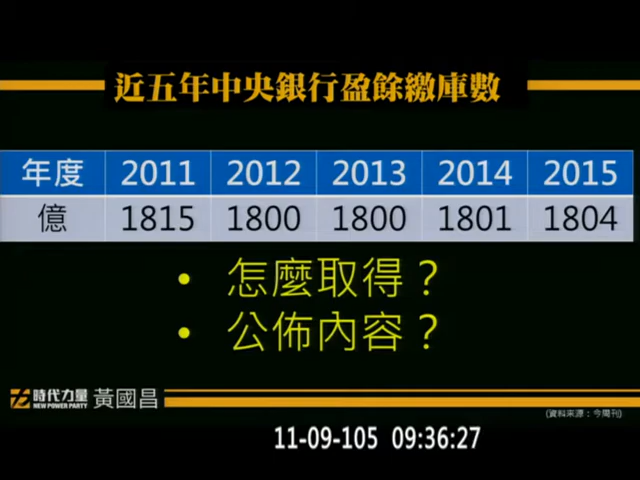 近五年中央銀行盈餘繳庫數
年度 2011 2012 2013 2014 2015
億 1815 1800 1800 1801 1804
• 怎麼取得？
• 公佈內容？
時代力量 黃國昌
NEW POWER PARTY
(資料來源：今周刊)
11-09-105 09:36:27